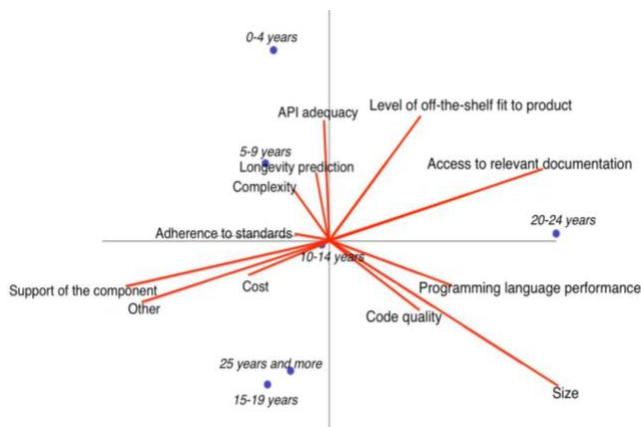 0-4 years
API adequacy
Level of off-the-shelf fit to product
5-9 years
Longevity prediction
Access to relevant documentation
Complexity
20-24 years
Adherence to standards
10-14 years
Support of the component
Cost
Programming language performance
Other
Code quality
25 years and more
Size
15-19 years